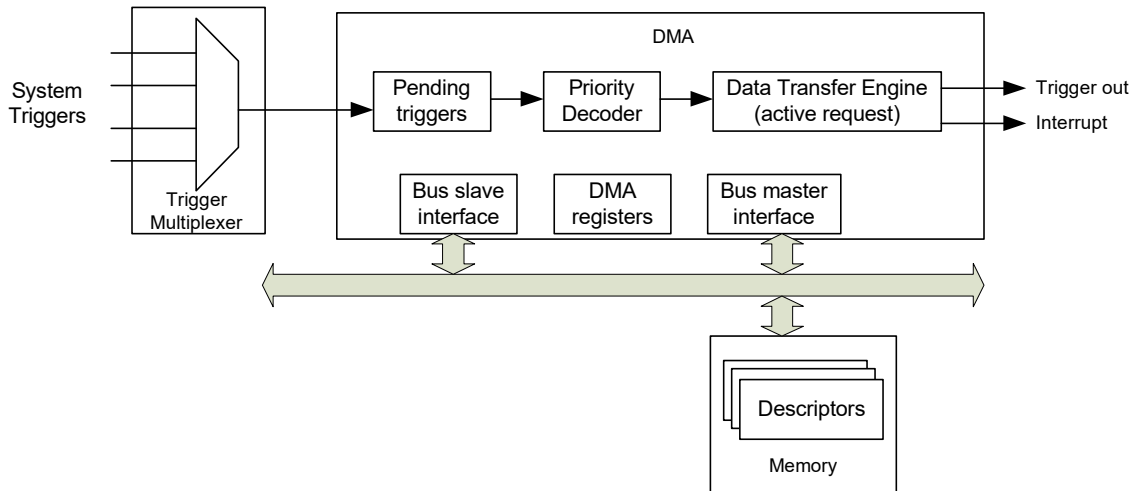 DMA
System
Triggers
Trigger
Multiplexer
Pending
triggers
Priority
Decoder
Data Transfer Engine
(active request)
Trigger out
Interrupt
Bus slave
interface
DMA
registers
Bus master
interface
Descriptors
Memory